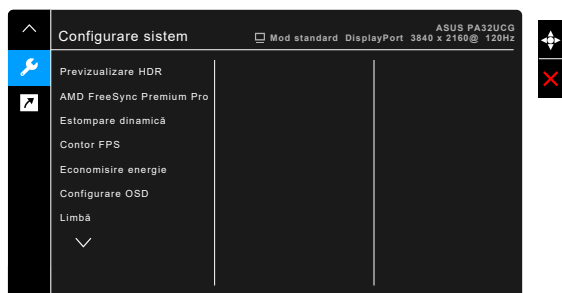 Configurare sistem
ASUS PA32UCG
Mod standard DisplayPort 3840 x 2160@ 120Hz
Previzualizare HDR
AMD FreeSync Premium Pro
Estompare dinamică
Contor FPS
Economisire energie
Configurare OSD
Limbă